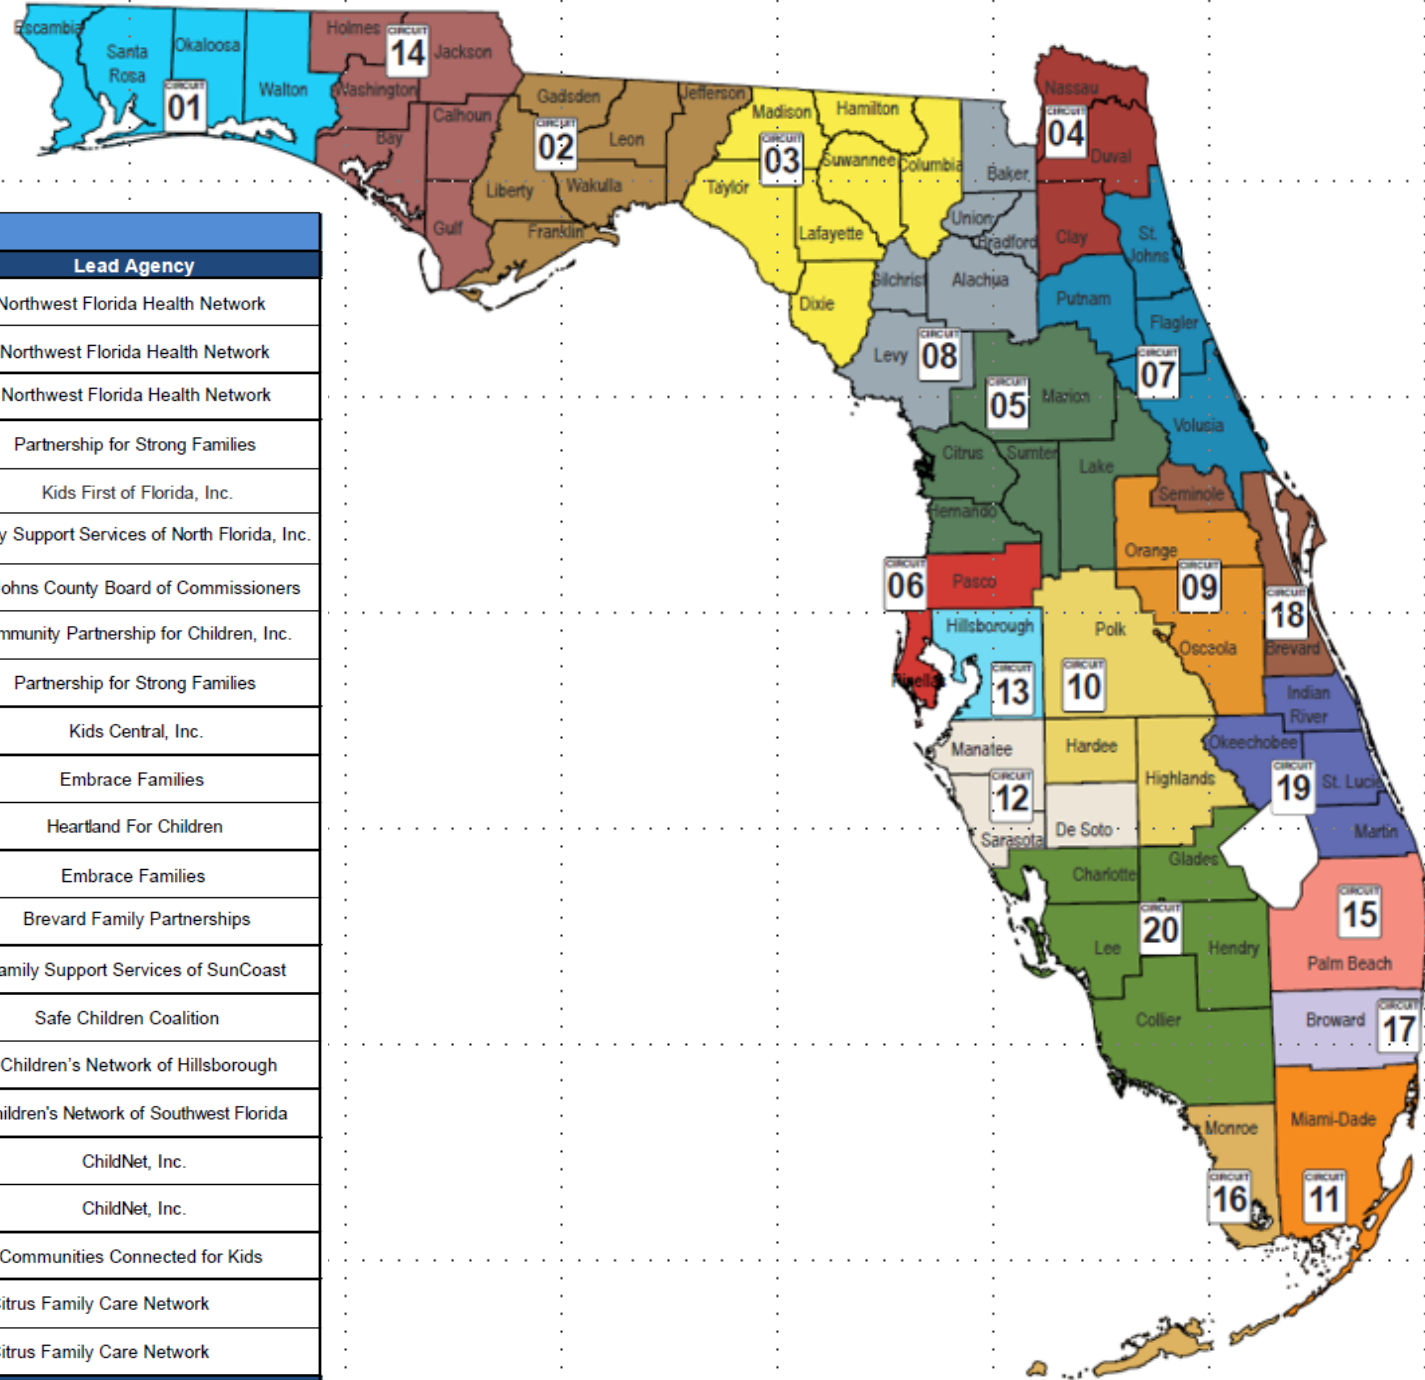 Lead Agency
Northwest Florida Health Network
Northwest Florida Health Network
Northwest Florida Health Network
Partnership for Strong Families
Kids First of Florida, Inc.
y Support Services of North Florida, Inc.
ohns County Board of Commissioners
mmunity Partnership for Children, Inc.
Partnership for Strong Families
Kids Central, Inc.
Embrace Families
Heartland For Children
Embrace Families
Brevard Family Partnerships
amily Support Services of SunCoast
Safe Children Coalition
Children's Network of Hillsborough
hildren's Network of Southwest Florida
ChildNet, Inc.
ChildNet, Inc.
Communities Connected for Kids
itrus Family Care Network
itrus Family Care Network
Escambia
Santa
Rosa
Okaloosa
Walton
CIRCUIT
01
Holmes
CIRCUIT
14
Jackson
Washington
Calhoun
Bay
Gulf
Gadsden
Jefferson
CIRCUIT
02
Leon
Liberty
Wakulla
Franklin
Madison
Hamilton
CIRCUIT
03
Suwannee
Columbia
Taylor
Lafayette
Dixie
Nassau
CIRCUIT
04
Duval
Clay
Baker
Union
Bradford
Gilchrist
Alachua
Levy
CIRCUIT
08
St.
Johns
Putnam
Flagler
CIRCUIT
07
Volusia
CIRCUIT
05
Marion
Citrus
Sumter
Lake
Hernando
CIRCUIT
06
Pasco
Pinellas
Seminole
Orange
CIRCUIT
09
Osceola
CIRCUIT
18
Brevard
Hillsborough
CIRCUIT
13
Polk
CIRCUIT
10
Hardee
Highlands
Manatee
CIRCUIT
12
Sarasota
De Soto
Indian
River
Okeechobee
CIRCUIT
19
St. Lucie
Martin
Charlotte
Glades
CIRCUIT
20
Lee
Hendry
Collier
CIRCUIT
15
Palm Beach
Broward
CIRCUIT
17
Monroe
CIRCUIT
16
Miami-Dade
CIRCUIT
11